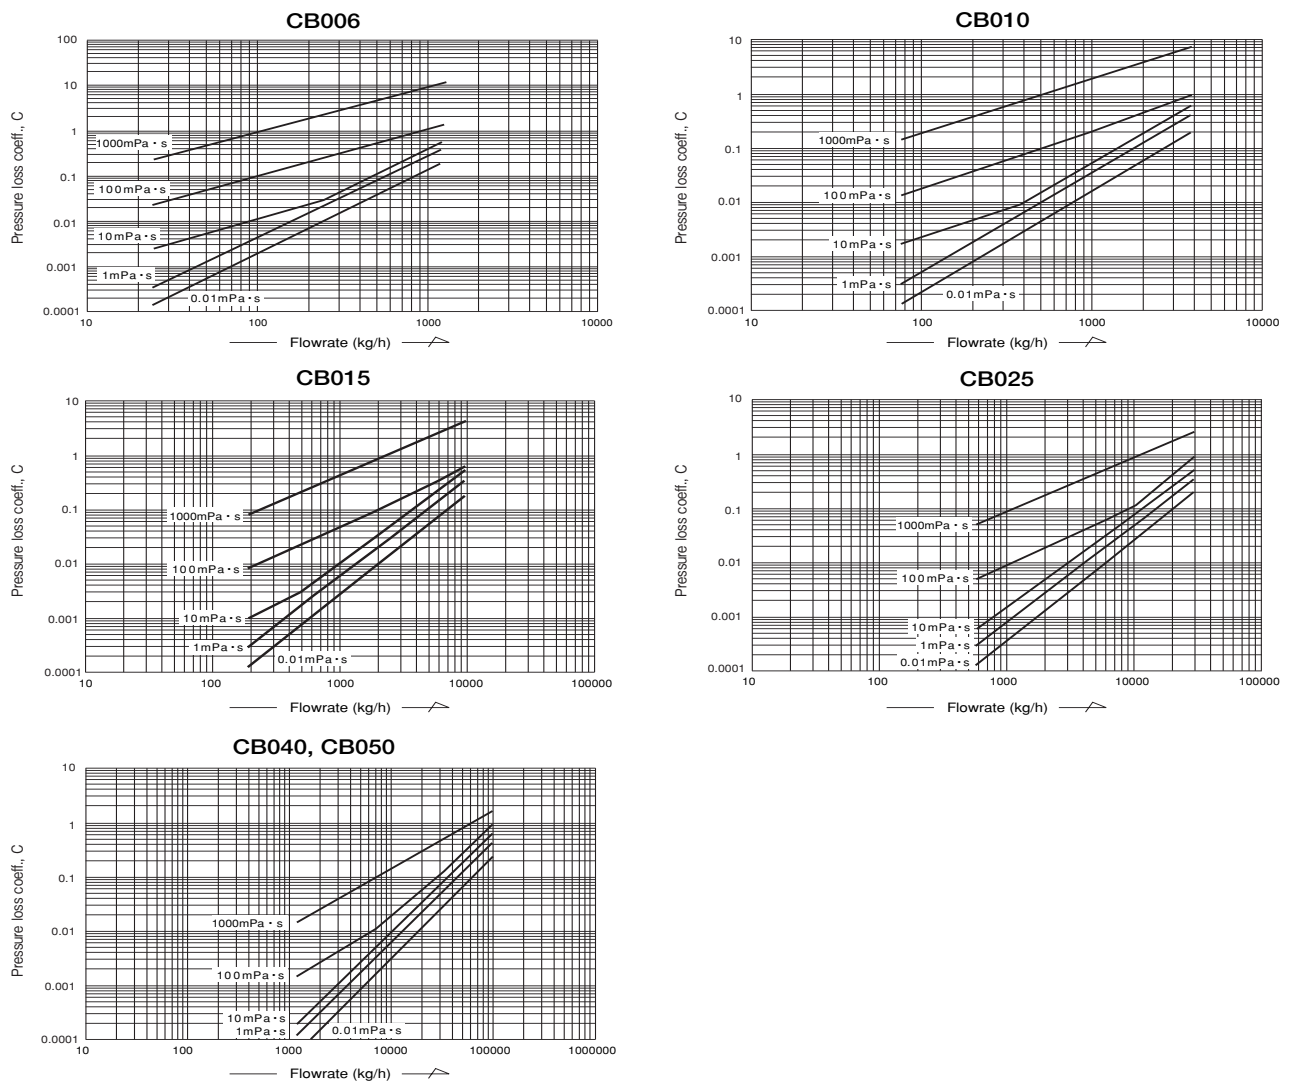 CB006
100
10
1
0.1
0.01
0.001
0.0001
Pressure loss coeff., C
1000mPa・s
100mPa・s
10mPa・s
1mPa・s
0.01mPa・s
10 100 1000 10000
Flowrate (kg/h)
CB010
10
1
0.1
0.01
0.001
0.0001
Pressure loss coeff., C
1000mPa・s
100mPa・s
10mPa・s
1mPa・s
0.01mPa・s
10 100 1000 10000
Flowrate (kg/h)
CB015
10
1
0.1
0.01
0.001
0.0001
Pressure loss coeff., C
1000mPa・s
100mPa・s
10mPa・s
1mPa・s
0.01mPa・s
10 100 1000 10000 100000
Flowrate (kg/h)
CB025
10
1
0.1
0.01
0.001
0.0001
Pressure loss coeff., C
1000mPa・s
100mPa・s
10mPa・s
1mPa・s
0.01mPa・s
10 100 1000 10000 100000
Flowrate (kg/h)
CB040, CB050
10
1
0.1
0.01
0.001
0.0001
Pressure loss coeff., C
1000mPa・s
100mPa・s
10mPa・s
1mPa・s
0.01mPa・s
10 100 1000 10000 100000 1000000
Flowrate (kg/h)